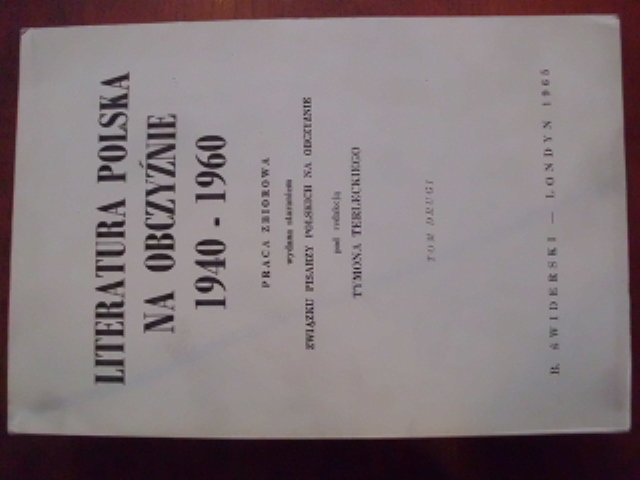 LITERATURA POLSKA
NA OBCZYŹNIE
1940 - 1960
PRACA ZBIOROWA
wydana staraniem
ZWIĄZKU PISARZY POLSKICH NA OBCZYŹNIE
pod redakcją
TYMONA TERLECKIEGO
TOM DRUGI
B. ŚWIDERSKI — LONDYN 1965